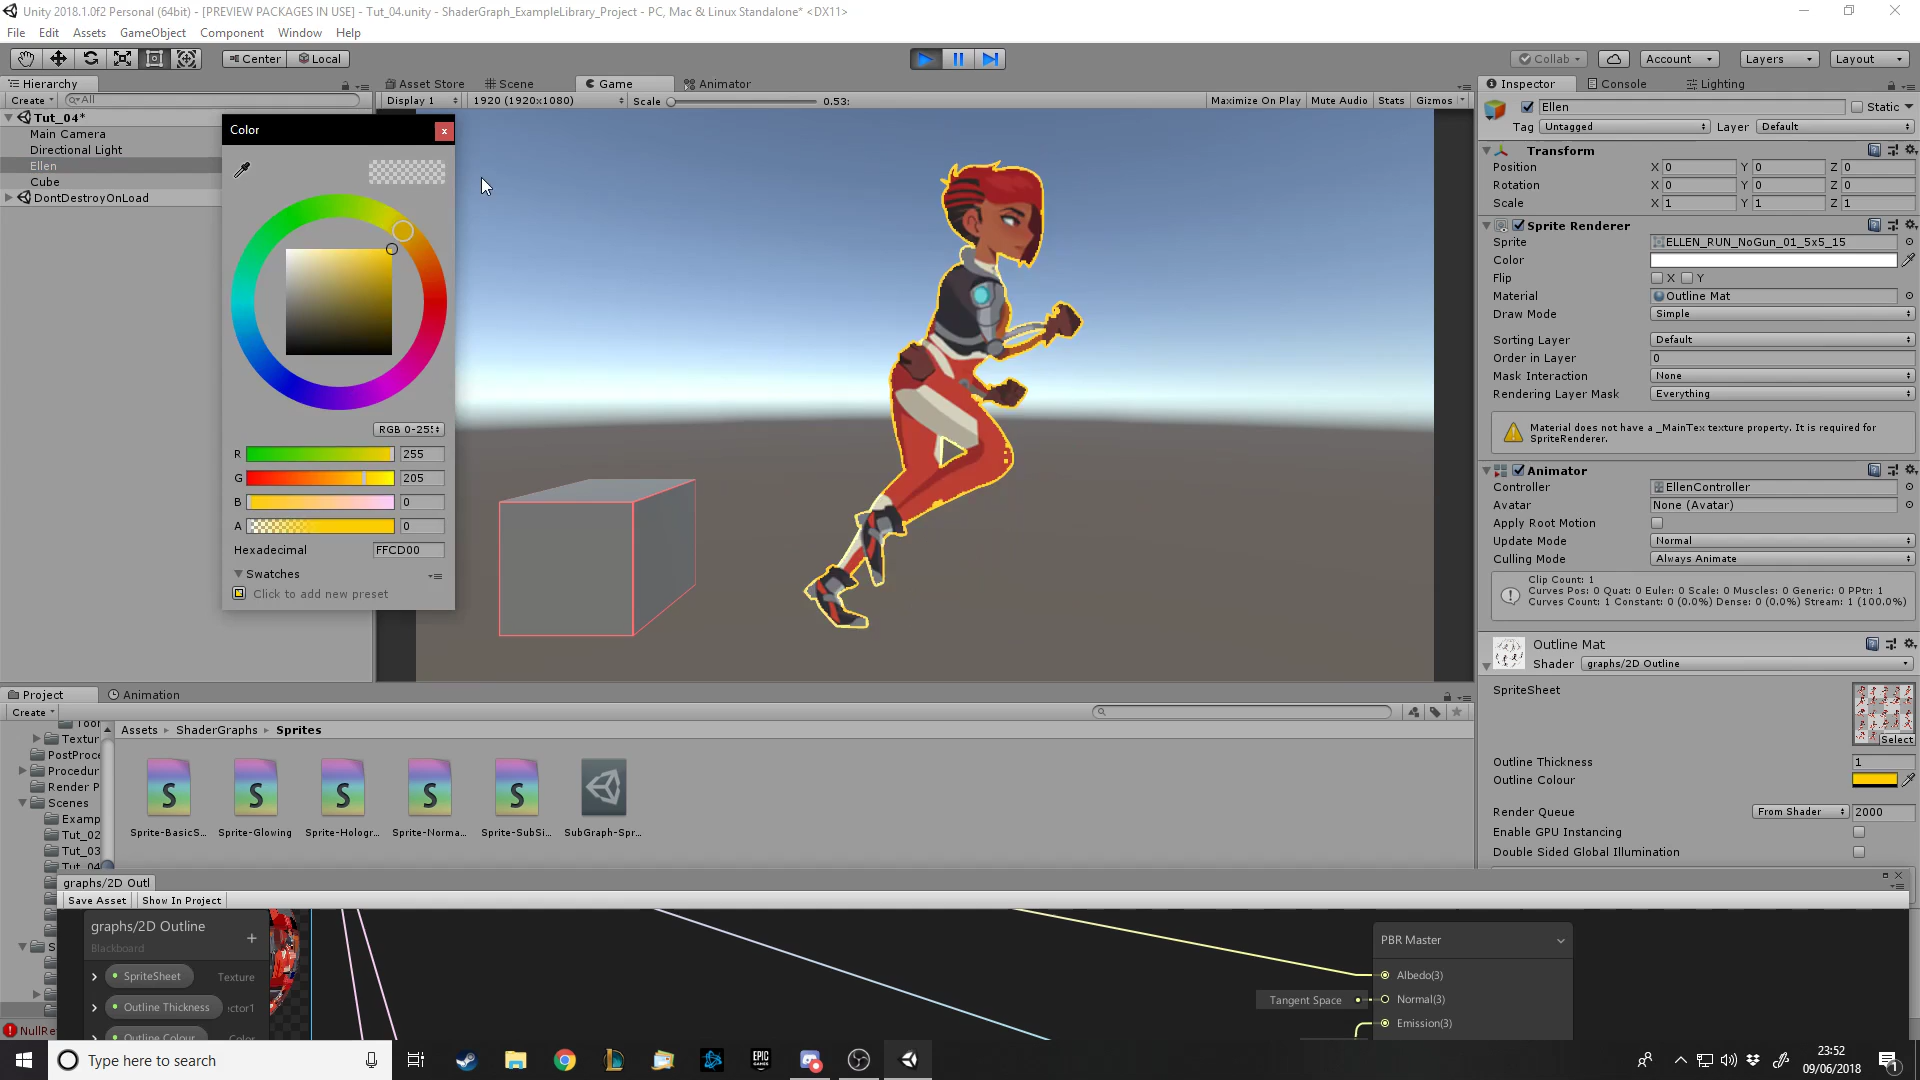 Unity 2018.1.0f2 Personal (64bit) - [PREVIEW PACKAGES IN USE] - Tut_04.unity - ShaderGraph_ExampleLibrary_Project - PC, Mac & Linux Standalone* <DX11>
File Edit Assets GameObject Component Window Help
Center Local Collab Account Layers Layout
Hierarchy
Create All
Tut_04*
Main Camera
Directional Light
Ellen
Cube
DontDestroyOnLoad
Color
RGB 0-255
R 255
G 205
B 0
A 0
Hexadecimal FFCD00
Swatches
Click to add new preset
Asset Store Scene Game Animator
Display 1 1920 (1920x1080) Scale 0.53: Maximize On Play Mute Audio Stats Gizmos
Inspector Console Lighting
Ellen Static
Tag Untagged Layer Default
Transform
Position X 0 Y 0 Z 0
Rotation X 0 Y 0 Z 0
Scale X 1 Y 1 Z 1
Sprite Renderer
Sprite ELLEN_RUN_NoGun_01_5x5_15
Color
Flip X Y
Material Outline Mat
Draw Mode Simple
Sorting Layer Default
Order in Layer 0
Mask Interaction None
Rendering Layer Mask Everything
Material does not have a _MainTex texture property. It is required for
SpriteRenderer.
Animator
Controller EllenController
Avatar None (Avatar)
Apply Root Motion
Update Mode Normal
Culling Mode Always Animate
Clip Count: 1
Curves Pos: 0 Quat: 0 Euler: 0 Scale: 0 Muscles: 0 Generic: 0 PPtr: 1
Curves Count: 1 Constant: 0 (0.0%) Dense: 0 (0.0%) Stream: 1 (100.0%)
Outline Mat
Shader graphs/2D Outline
SpriteSheet
Select
Outline Thickness 1
Outline Colour
Render Queue From Shader 2000
Enable GPU Instancing
Double Sided Global Illumination
Project Animation
Create
Textur
PostProce
Procedur
Render P
Scenes
Examp
Tut_02
Tut_03
Tut_04
S
NullRe
Assets ShaderGraphs Sprites
Sprite-BasicS... Sprite-Glowing Sprite-Hologr... Sprite-Norma... Sprite-SubSi... SubGraph-Spr...
graphs/2D Outl
Save Asset Show In Project
graphs/2D Outline
Blackboard
SpriteSheet Texture
Outline Thickness ector1
Outline Colour Color
PBR Master
Albedo(3)
Tangent Space Normal(3)
Emission(3)
Type here to search
EPIC
GAMES
23:52
09/06/2018
1